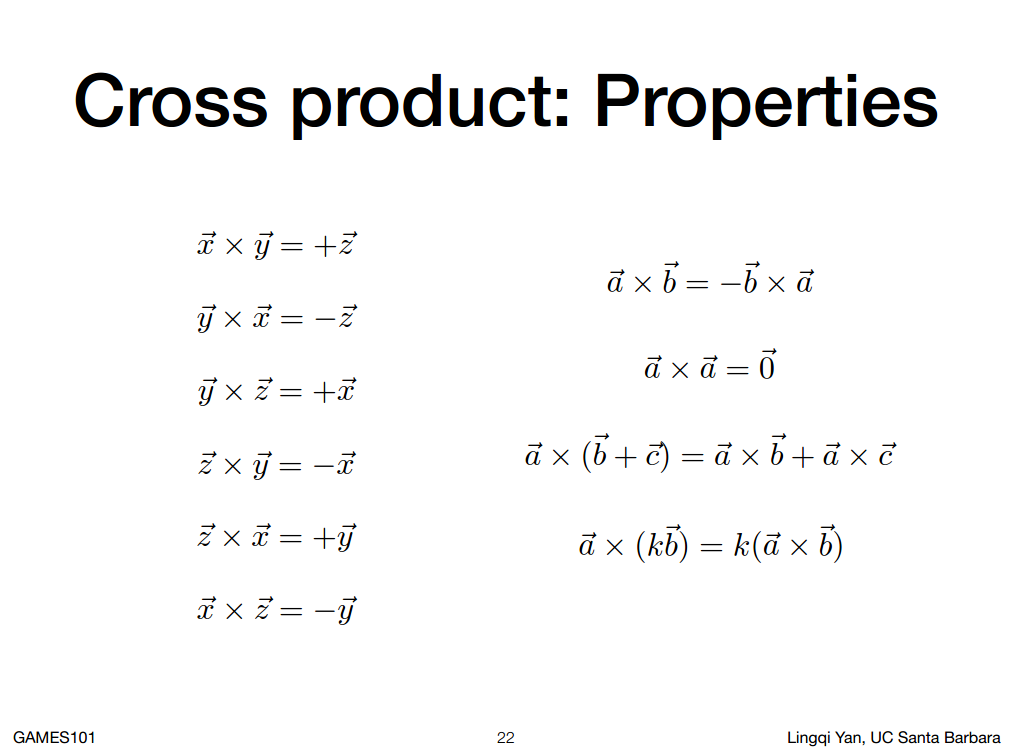 Cross product: Properties
$\vec{x} \times \vec{y} = +\vec{z}$
$\vec{y} \times \vec{x} = -\vec{z}$
$\vec{y} \times \vec{z} = +\vec{x}$
$\vec{z} \times \vec{y} = -\vec{x}$
$\vec{z} \times \vec{x} = +\vec{y}$
$\vec{x} \times \vec{z} = -\vec{y}$
$\vec{a} \times \vec{b} = -\vec{b} \times \vec{a}$
$\vec{a} \times \vec{a} = \vec{0}$
$\vec{a} \times (\vec{b} + \vec{c}) = \vec{a} \times \vec{b} + \vec{a} \times \vec{c}$
$\vec{a} \times (k\vec{b}) = k(\vec{a} \times \vec{b})$
GAMES101
22
Lingqi Yan, UC Santa Barbara